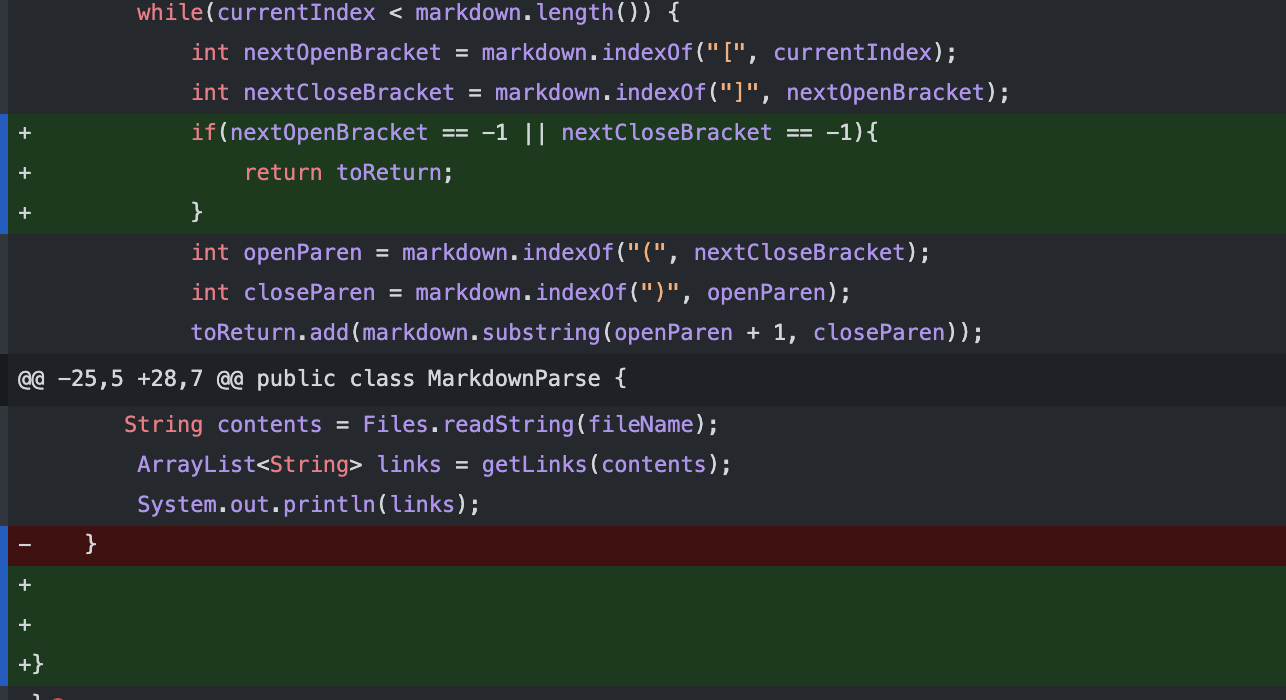 while(currentIndex < markdown.length()) {
int nextOpenBracket = markdown.indexOf("[", currentIndex);
int nextCloseBracket = markdown.indexOf("]", nextOpenBracket);
+ if(nextOpenBracket == -1 || nextCloseBracket == -1){
+ return toReturn;
+ }
int openParen = markdown.indexOf("(", nextCloseBracket);
int closeParen = markdown.indexOf(")", openParen);
toReturn.add(markdown.substring(openParen + 1, closeParen));
@@ -25,5 +28,7 @@ public class MarkdownParse {
String contents = Files.readString(fileName);
ArrayList<String> links = getLinks(contents);
System.out.println(links);
- }
+
+
+}